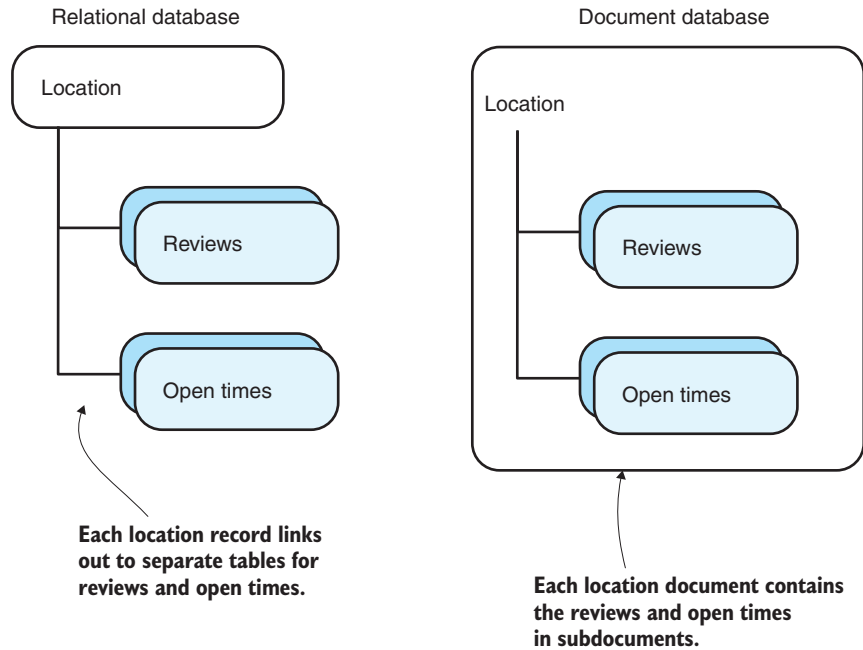 Relational database
Location
Reviews
Open times
Each location record links
out to separate tables for
reviews and open times.
Document database
Location
Reviews
Open times
Each location document contains
the reviews and open times
in subdocuments.